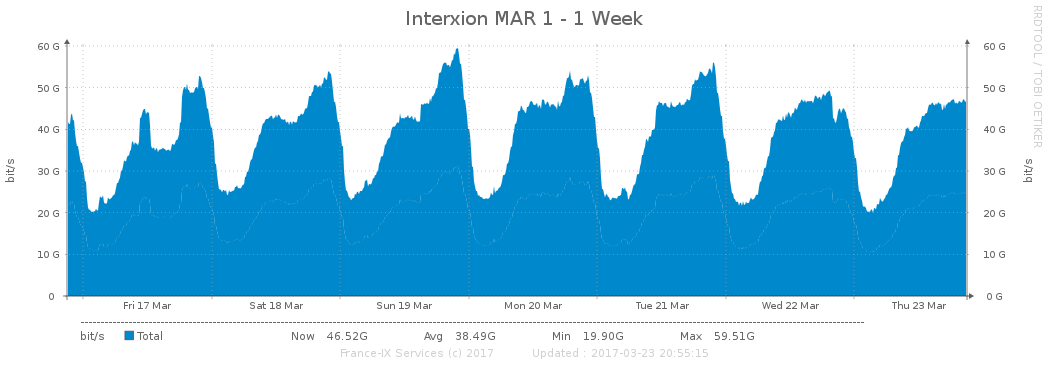 Interxion MAR 1 - 1 Week
RRDTOOL / TOBI OETIKER
bit/s
60 G 60 G
50 G 50 G
40 G 40 G
30 G 30 G
20 G 20 G
10 G 10 G
0 0 G
bit/s
Fri 17 Mar Sat 18 Mar Sun 19 Mar Mon 20 Mar Tue 21 Mar Wed 22 Mar Thu 23 Mar
bit/s Total Now 46.52G Avg 38.49G Min 19.90G Max 59.51G
France-IX Services (c) 2017 Updated : 2017-03-23 20:55:15